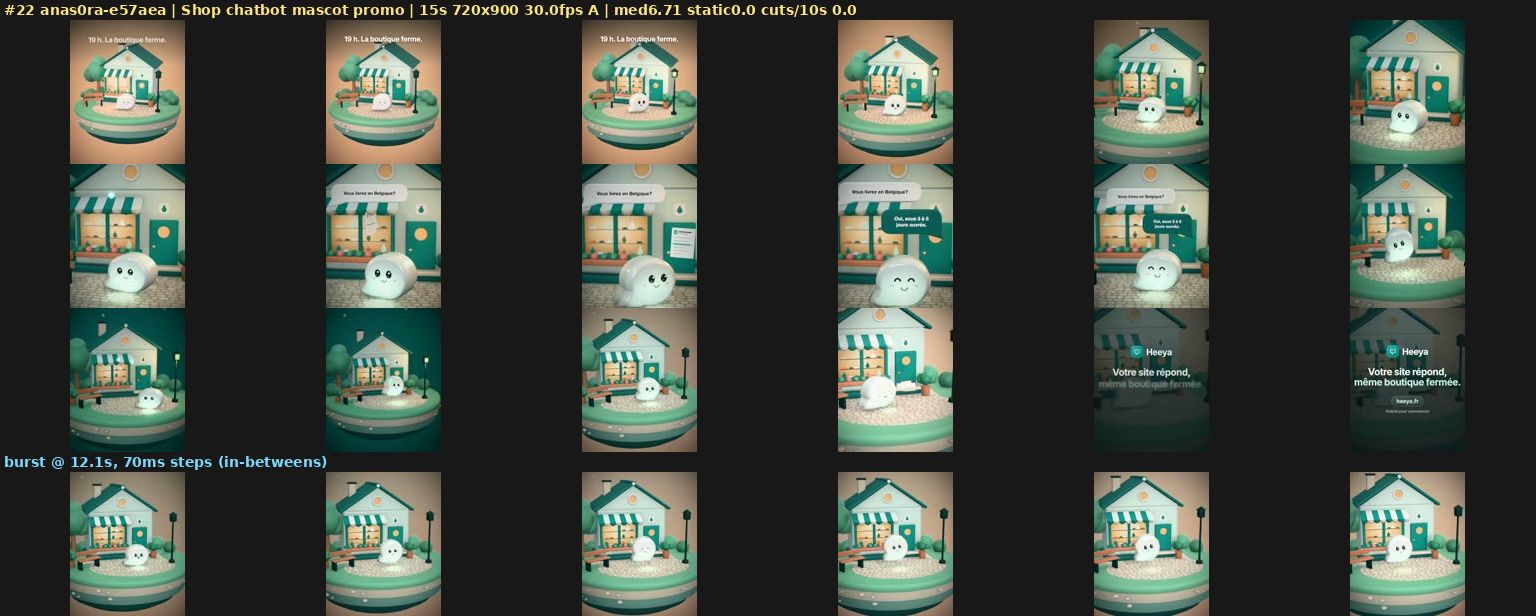 #22 anas0ra-e57aea | Shop chatbot mascot promo | 15s 720x900 30.0fps A | med6.71 static0.0 cuts/10s 0.0
19 h. La boutique ferme.
19 h. La boutique ferme.
19 h. La boutique ferme.
Vous livrez en Belgique?
Vous livrez en Belgique?
Vous livrez en Belgique?
Oui, sous 3 à 5
jours ouvrés.
Vous livrez en Belgique?
Oui, sous 3 à 5
jours ouvrés.
Heeya
Votre site répond,
même boutique fermée.
Heeya
Votre site répond,
même boutique fermée.
heeya.fr
Gratuit pour commencer
burst @ 12.1s, 70ms steps (in-betweens)